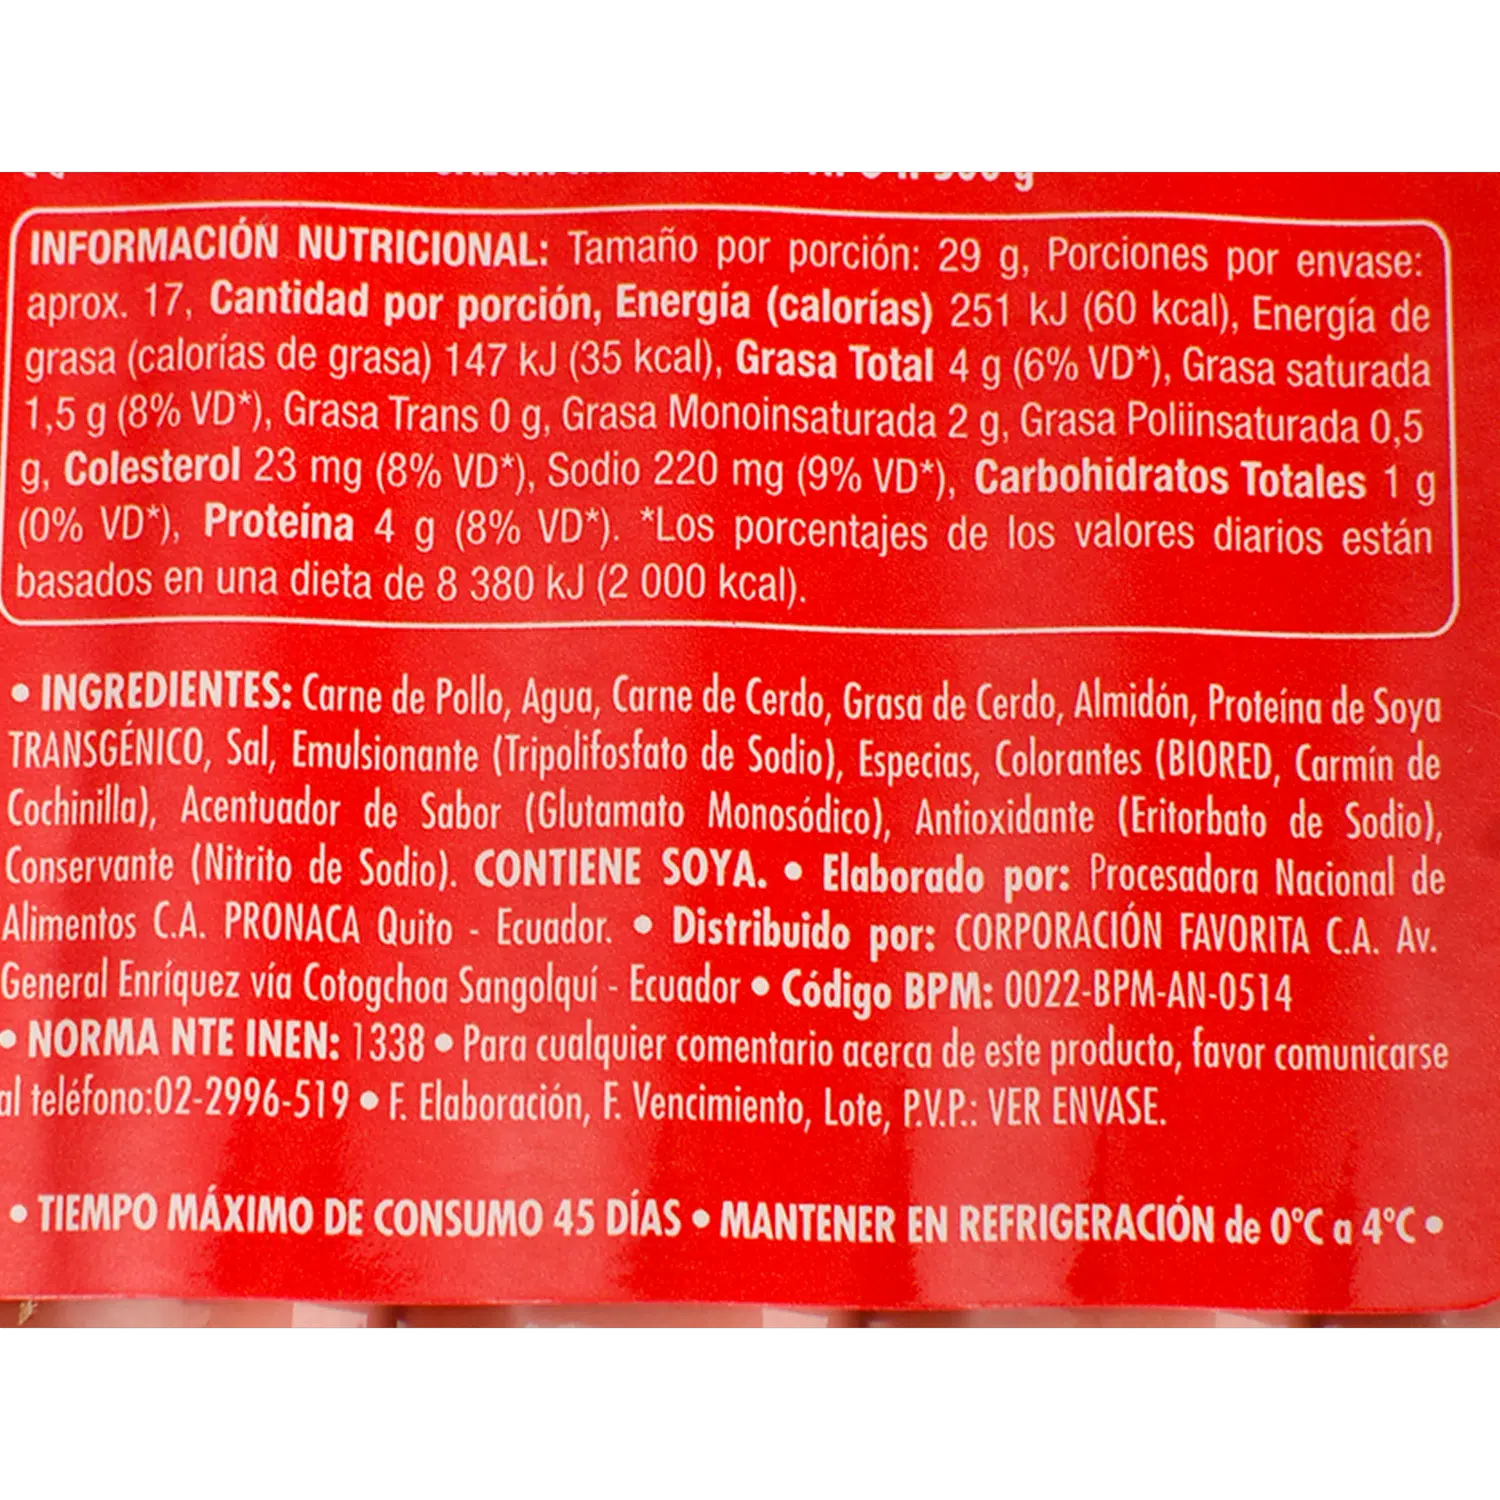 INFORMACIÓN NUTRICIONAL: Tamaño por porción: 29 g, Porciones por envase:
aprox. 17, Cantidad por porción, Energía (calorías) 251 kJ (60 kcal), Energía de
grasa (calorías de grasa) 147 kJ (35 kcal), Grasa Total 4 g (6% VD*), Grasa saturada
1,5 g (8% VD*), Grasa Trans 0 g, Grasa Monoinsaturada 2 g, Grasa Poliinsaturada 0,5
g, Colesterol 23 mg (8% VD*), Sodio 220 mg (9% VD*), Carbohidratos Totales 1 g
(0% VD*), Proteína 4 g (8% VD*). *Los porcentajes de los valores diarios están
basados en una dieta de 8 380 kJ (2 000 kcal).
• INGREDIENTES: Carne de Pollo, Agua, Carne de Cerdo, Grasa de Cerdo, Almidón, Proteína de Soya
TRANSGÉNICO, Sal, Emulsionante (Tripolifosfato de Sodio), Especias, Colorantes (BIORED, Carmín de
Cochinilla), Acentuador de Sabor (Glutamato Monosódico), Antioxidante (Eritorbato de Sodio),
Conservante (Nitrito de Sodio). CONTIENE SOYA. • Elaborado por: Procesadora Nacional de
Alimentos C.A. PRONACA Quito - Ecuador. • Distribuido por: CORPORACIÓN FAVORITA C.A. Av.
General Enríquez vía Cotogchoa Sangolquí - Ecuador • Código BPM: 0022-BPM-AN-0514
• NORMA NTE INEN: 1338 • Para cualquier comentario acerca de este producto, favor comunicarse
al teléfono:02-2996-519 • F. Elaboración, F. Vencimiento, Lote, P.V.P.: VER ENVASE.
• TIEMPO MÁXIMO DE CONSUMO 45 DÍAS • MANTENER EN REFRIGERACIÓN de 0°C a 4°C •